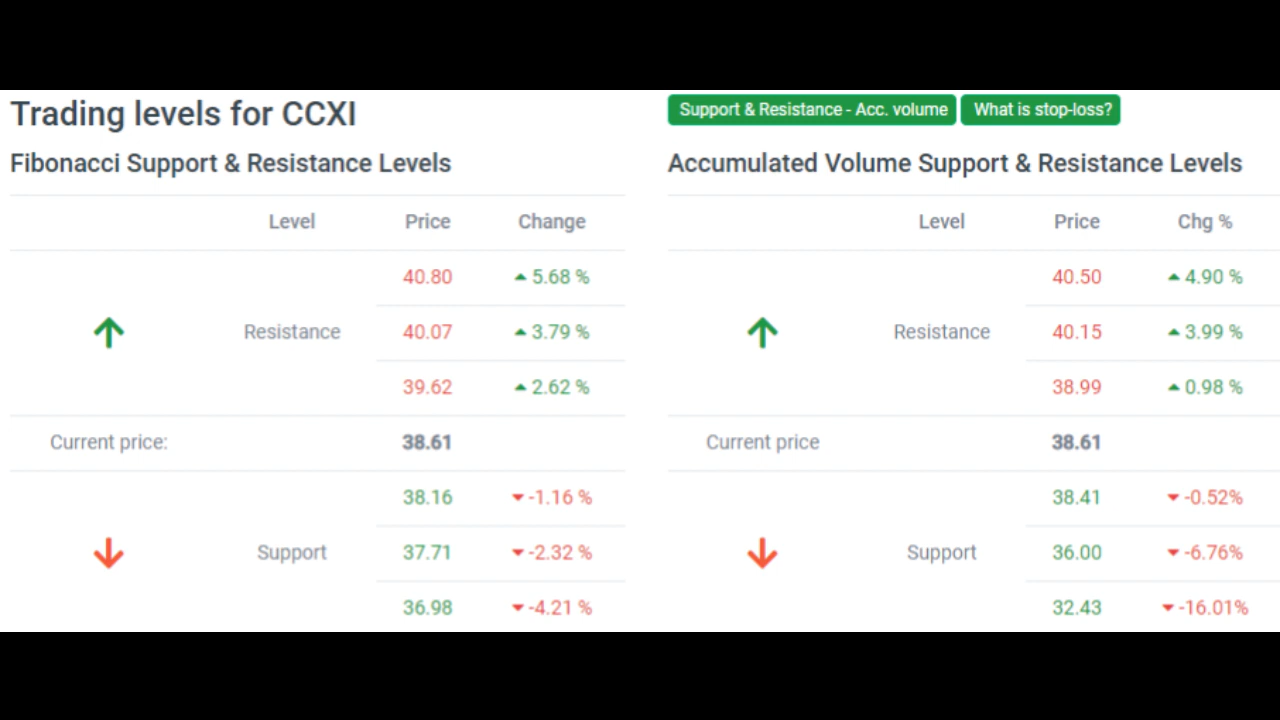 Trading levels for CCXI
Fibonacci Support & Resistance Levels
Level Price Change
40.80 5.68 %
Resistance 40.07 3.79 %
39.62 2.62 %
Current price: 38.61
38.16 -1.16 %
Support 37.71 -2.32 %
36.98 -4.21 %
Support & Resistance - Acc. volume What is stop-loss?
Accumulated Volume Support & Resistance Levels
Level Price Chg %
40.50 4.90 %
Resistance 40.15 3.99 %
38.99 0.98 %
Current price 38.61
38.41 -0.52%
Support 36.00 -6.76%
32.43 -16.01%